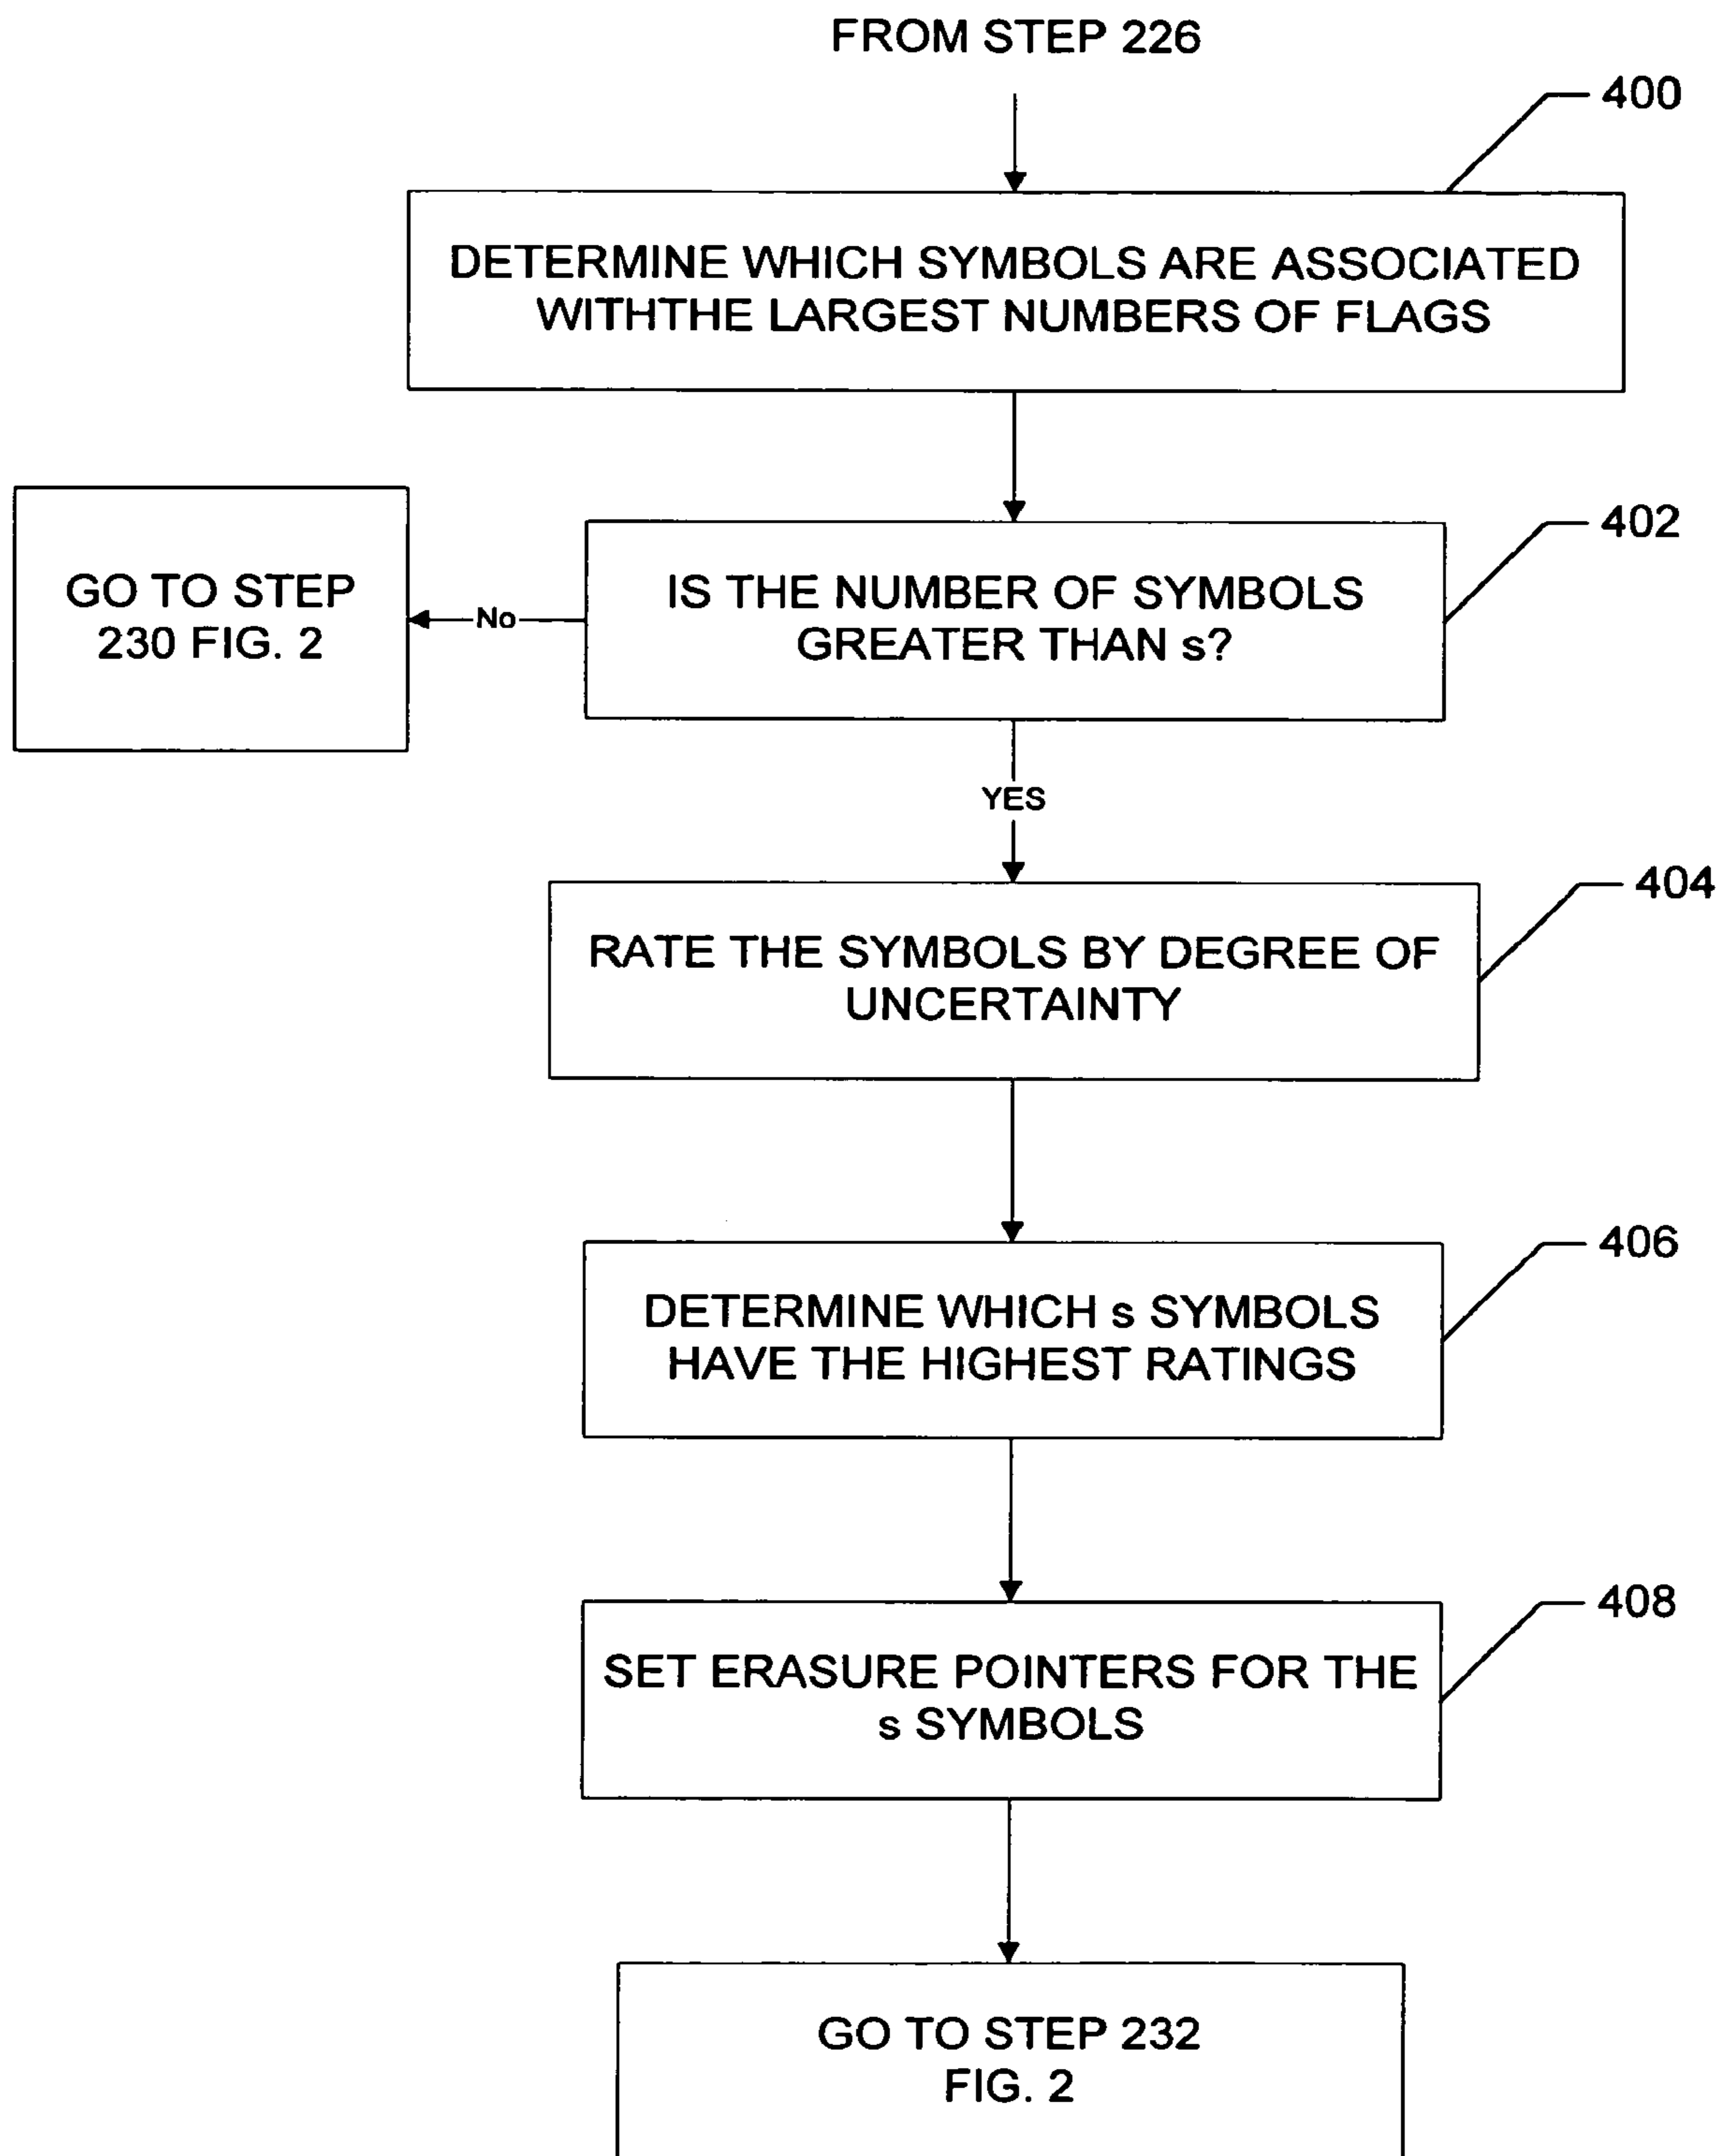 FROM STEP 226
400
DETERMINE WHICH SYMBOLS ARE ASSOCIATED
WITHTHE LARGEST NUMBERS OF FLAGS
402
GO TO STEP
230 FIG. 2
No
IS THE NUMBER OF SYMBOLS
GREATER THAN s?
YES
404
RATE THE SYMBOLS BY DEGREE OF
UNCERTAINTY
406
DETERMINE WHICH s SYMBOLS
HAVE THE HIGHEST RATINGS
408
SET ERASURE POINTERS FOR THE
s SYMBOLS
GO TO STEP 232
FIG. 2